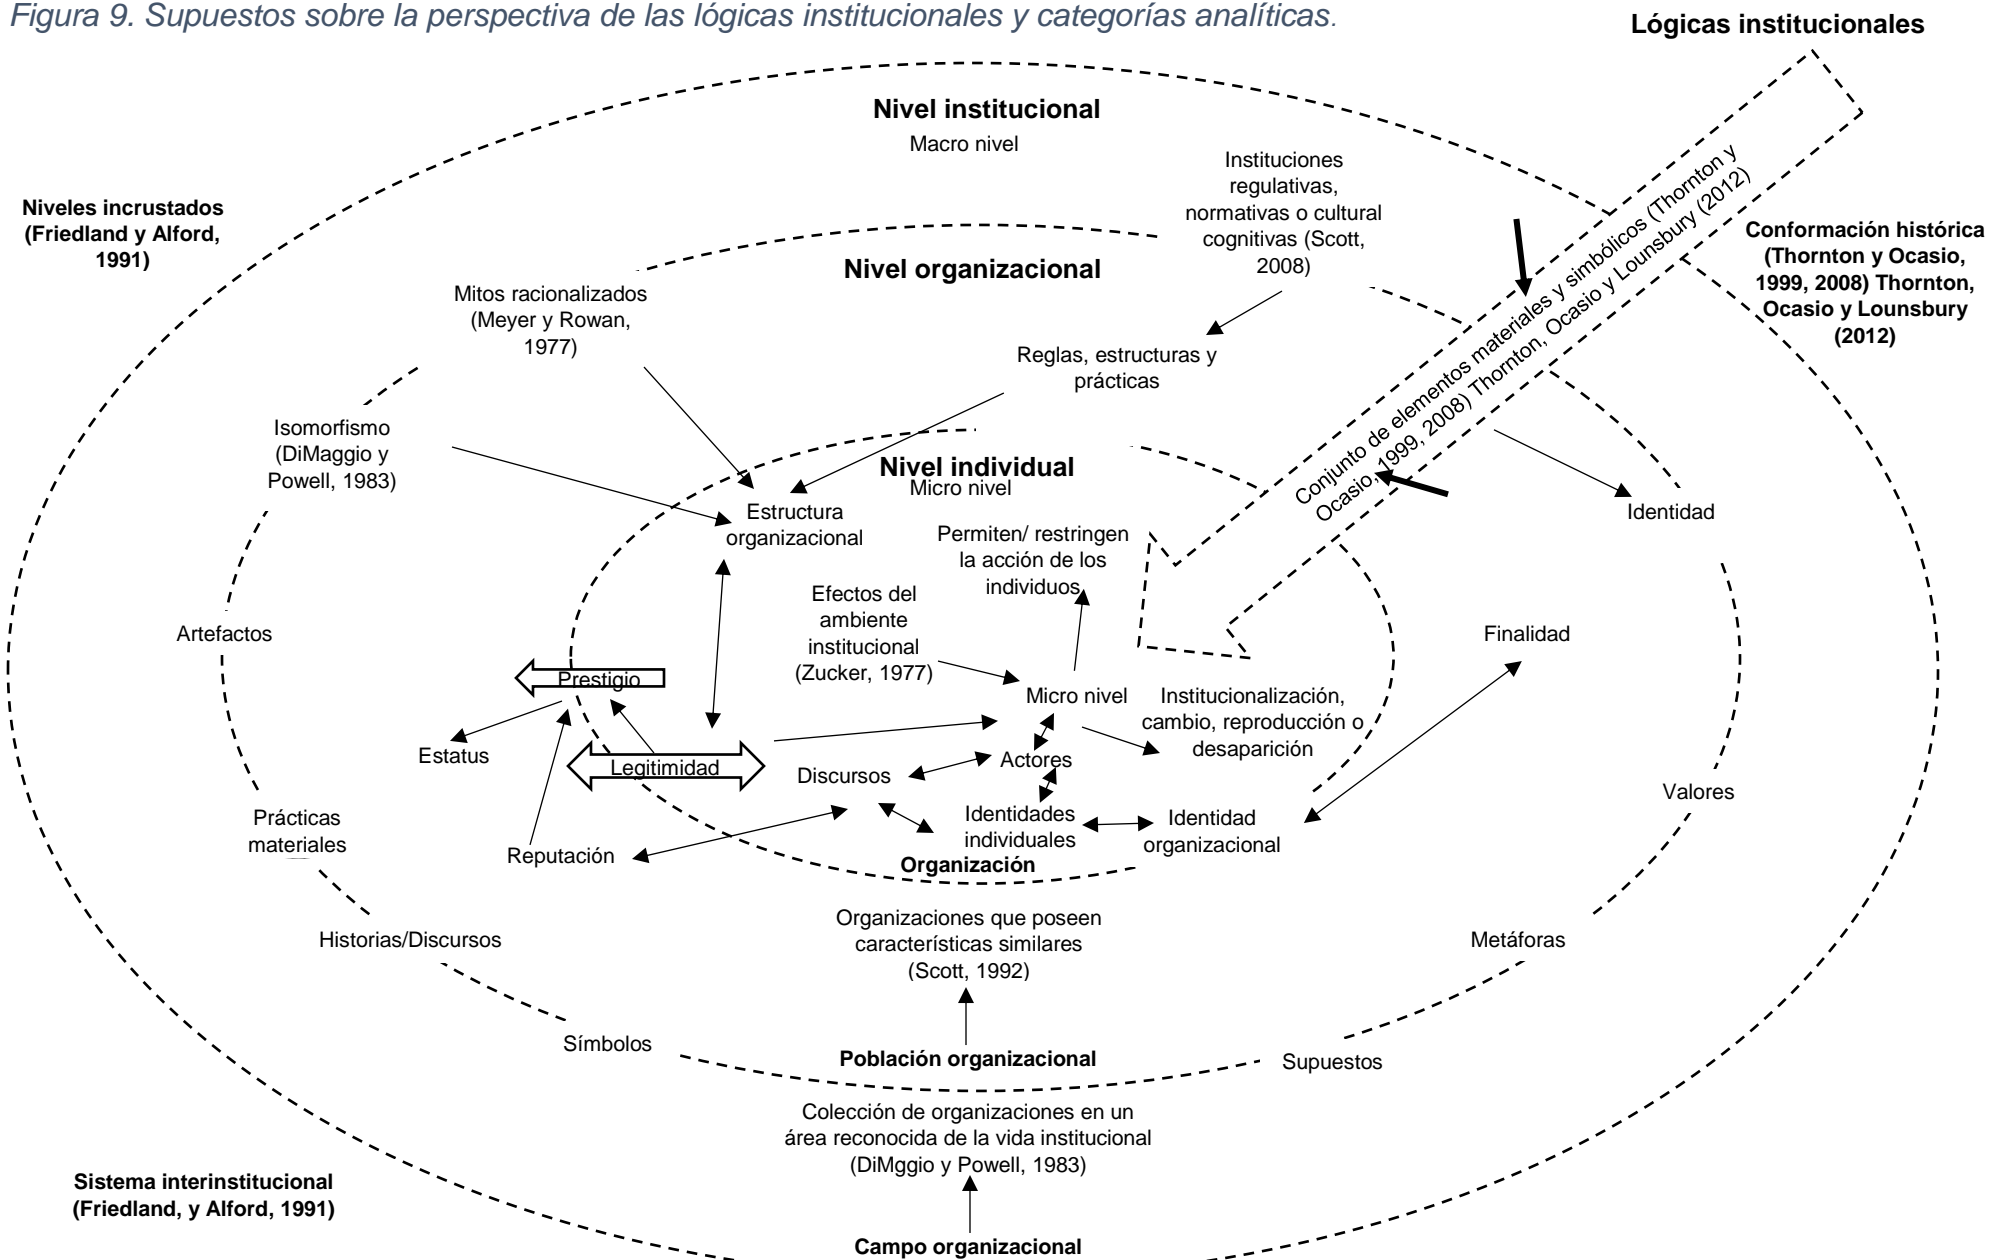 Figura 9. Supuestos sobre la perspectiva de las lógicas institucionales y categorías analíticas.
Lógicas institucionales
Nivel institucional
Macro nivel
Instituciones
regulativas,
normativas o cultural
cognitivas (Scott,
2008)
Niveles incrustados
(Friedland y Alford,
1991)
Conjunto de elementos materiales y simbólicos (Thornton y
Ocasio, 1999, 2008) Thornton, Ocasio y Lounsbury (2012)
Conformación histórica
(Thornton y Ocasio,
1999, 2008) Thornton,
Ocasio y Lounsbury
(2012)
Nivel organizacional
Mitos racionalizados
(Meyer y Rowan,
1977)
Reglas, estructuras y
prácticas
Isomorfismo
(DiMaggio y
Powell, 1983)
Nivel individual
Micro nivel
Estructura
organizacional
Identidad
Permiten/ restringen
la acción de los
individuos
Efectos del
ambiente
institucional
(Zucker, 1977)
Artefactos
Finalidad
Prestigio
Micro nivel
Institucionalización,
cambio, reproducción o
desaparición
Estatus
Legitimidad
Discursos
Actores
Valores
Prácticas
materiales
Identidades
individuales
Identidad
organizacional
Reputación
Organización
Organizaciones que poseen
características similares
(Scott, 1992)
Historias/Discursos
Metáforas
Símbolos
Población organizacional
Supuestos
Colección de organizaciones en un
área reconocida de la vida institucional
(DiMggio y Powell, 1983)
Sistema interinstitucional
(Friedland, y Alford, 1991)
Campo organizacional